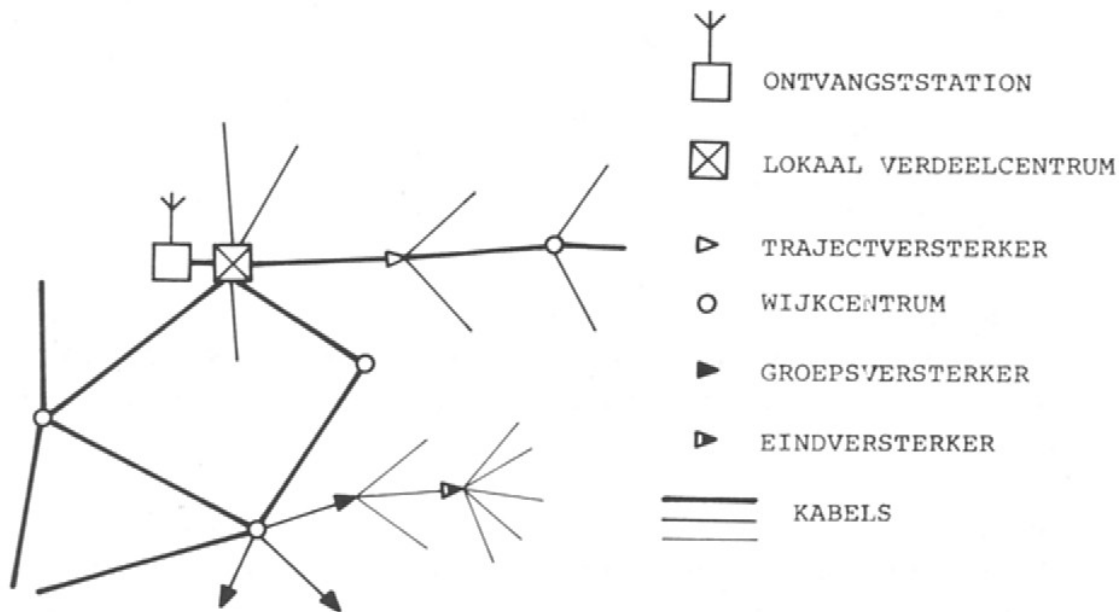 ONTVANGSTSTATION
LOKAAL VERDEELCENTRUM
TRAJECTVERSTERKER
WIJKCENTRUM
GROEPSVERSTERKER
EINDVERSTERKER
KABELS